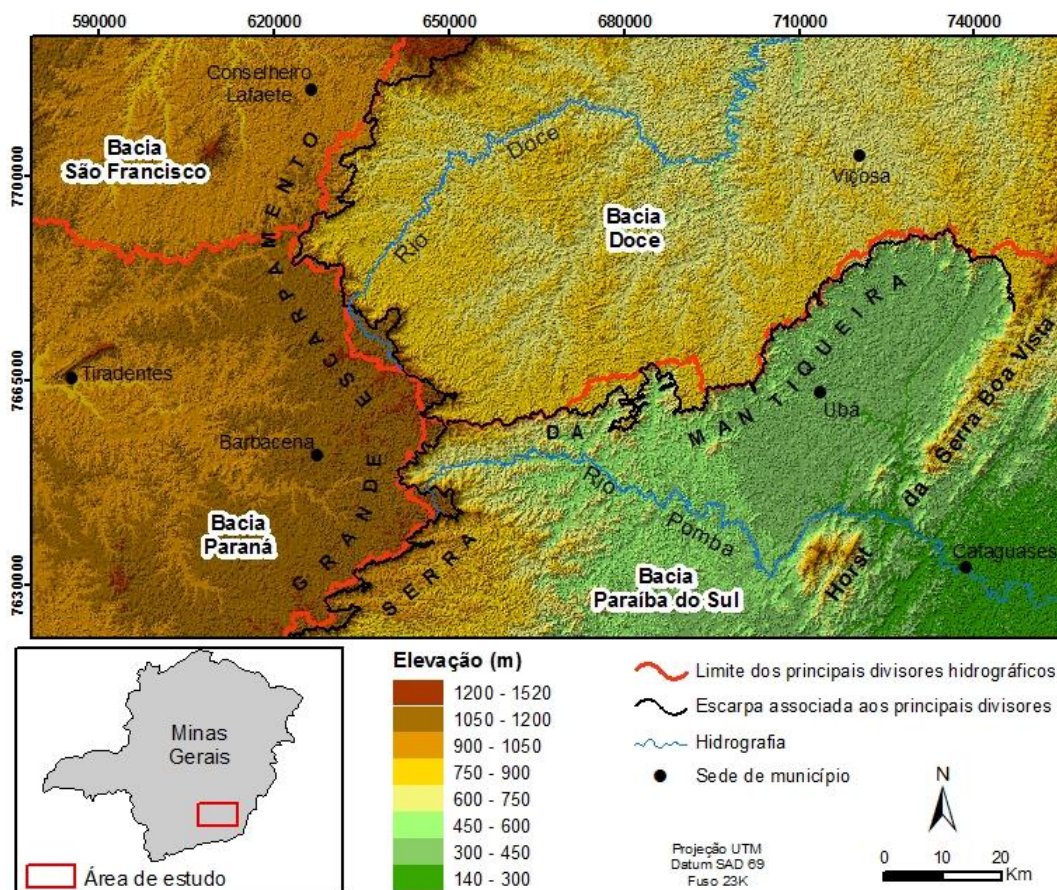 590000 620000 650000 680000 710000 740000
7700000
7665000
7630000
Conselheiro
Lafaete
Bacia
São Francisco
Rio Doce
Viçosa
Bacia
Doce
GRANDE ESCARPAMENTO
SERRA DA MANTIQUEIRA
Tiradentes
Barbacena
Ubá
Horst da Serra Boa Vista
Rio Pomba
Cataguases
Bacia
Paraná
Bacia
Paraíba do Sul
Minas
Gerais
Área de estudo
Elevação (m)
1200 - 1520
1050 - 1200
900 - 1050
750 - 900
600 - 750
450 - 600
300 - 450
140 - 300
Limite dos principais divisores hidrográficos
Escarpa associada aos principais divisores
Hidrografia
Sede de município
Projeção UTM
Datum SAD 69
Fuso 23K
N
0 10 20
Km